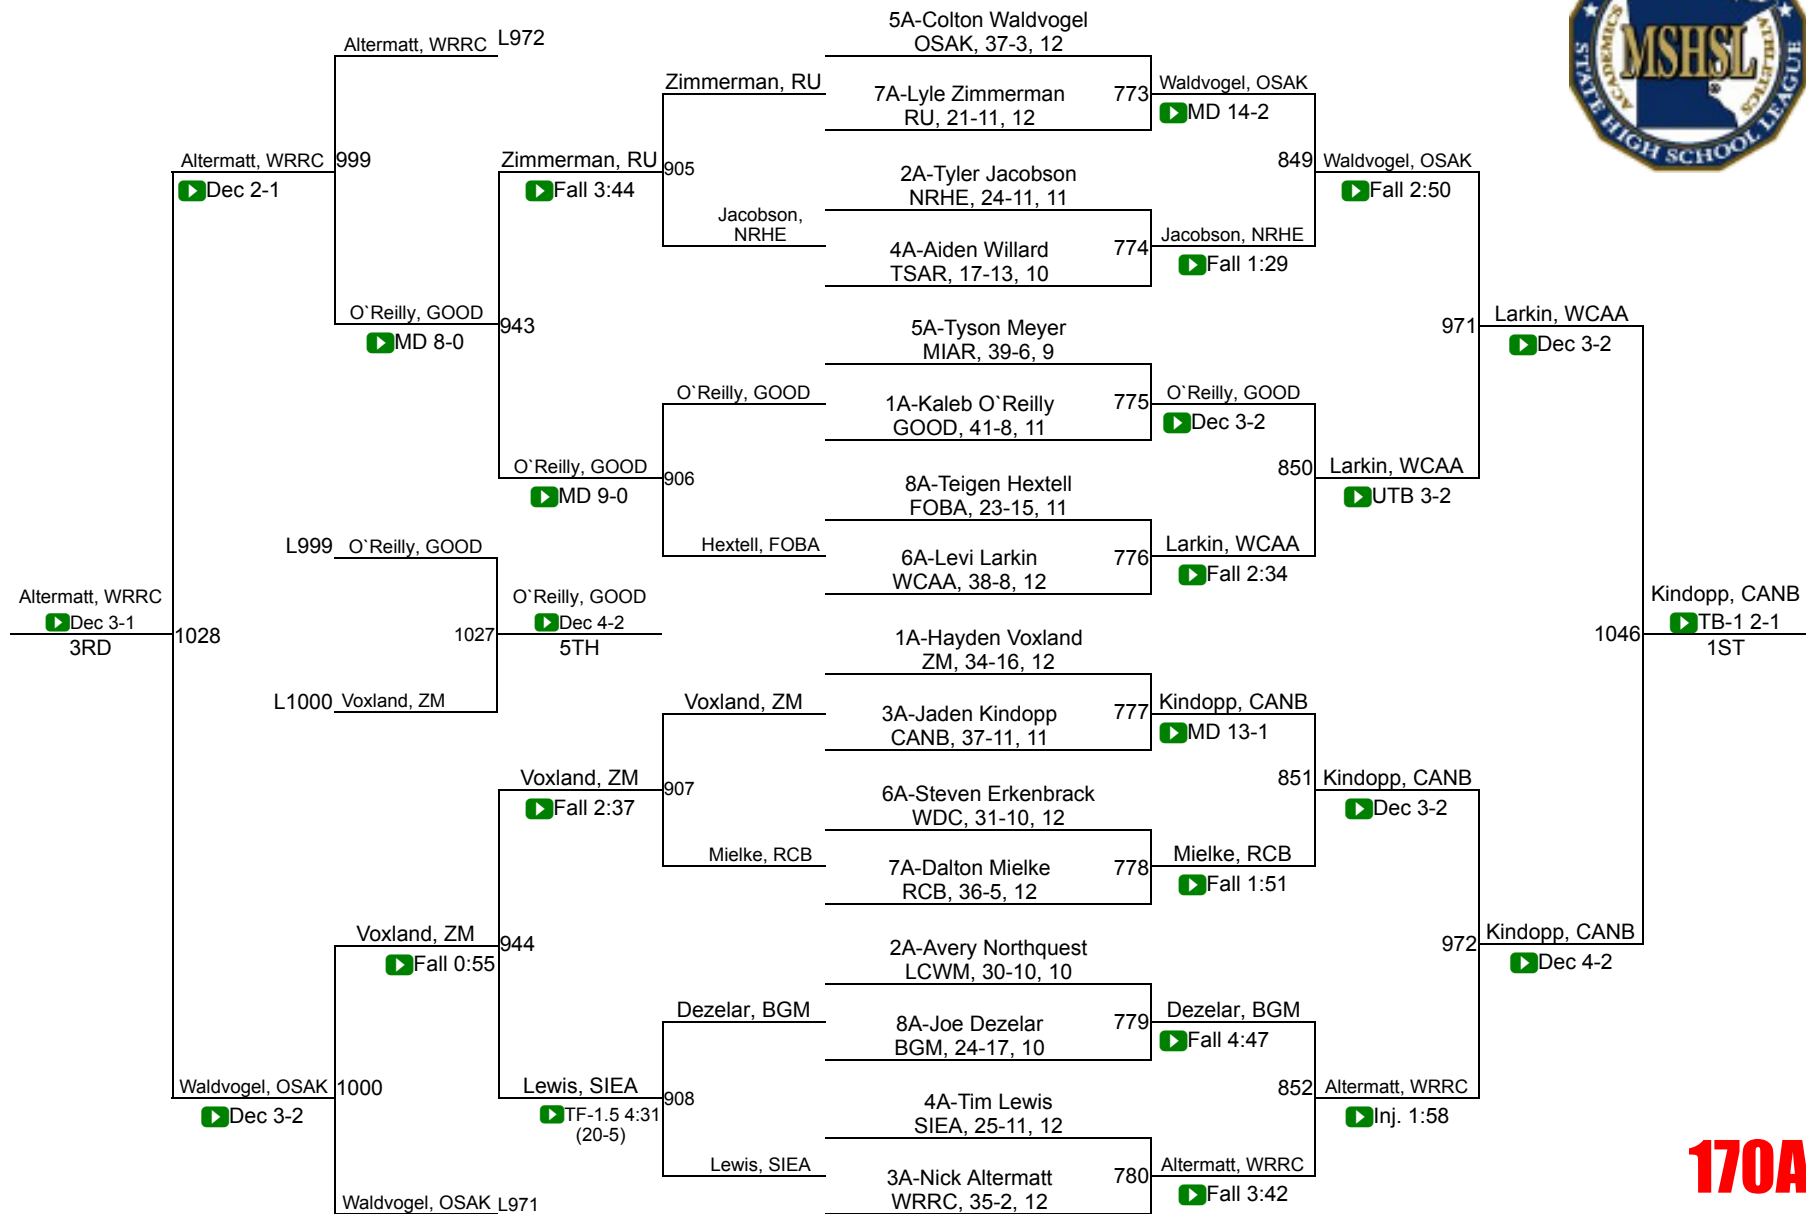 5A-Colton Waldvogel
OSAK, 37-3, 12
7A-Lyle Zimmerman
RU, 21-11, 12
773
2A-Tyler Jacobson
NRHE, 24-11, 11
4A-Aiden Willard
TSAR, 17-13, 10
774
5A-Tyson Meyer
MIAR, 39-6, 9
1A-Kaleb O`Reilly
GOOD, 41-8, 11
775
8A-Teigen Hextell
FOBA, 23-15, 11
6A-Levi Larkin
WCAA, 38-8, 12
776
1A-Hayden Voxland
ZM, 34-16, 12
3A-Jaden Kindopp
CANB, 37-11, 11
777
6A-Steven Erkenbrack
WDC, 31-10, 12
7A-Dalton Mielke
RCB, 36-5, 12
778
2A-Avery Northquest
LCWM, 30-10, 10
8A-Joe Dezelar
BGM, 24-17, 10
779
4A-Tim Lewis
SIEA, 25-11, 12
3A-Nick Altermatt
WRRC, 35-2, 12
780
Waldvogel, OSAK
MD 14-2
Jacobson, NRHE
Fall 1:29
849
O`Reilly, GOOD
Dec 3-2
Larkin, WCAA
Fall 2:34
850
Kindopp, CANB
MD 13-1
Mielke, RCB
Fall 1:51
851
Dezelar, BGM
Fall 4:47
Altermatt, WRRC
Fall 3:42
852
Waldvogel, OSAK
Fall 2:50
Larkin, WCAA
UTB 3-2
971
Kindopp, CANB
Dec 3-2
Altermatt, WRRC
Inj. 1:58
972
Larkin, WCAA
Dec 3-2
Kindopp, CANB
Dec 4-2
1046
Kindopp, CANB
TB-1 2-1
1ST
Zimmerman, RU
Jacobson,
NRHE
905
O`Reilly, GOOD
Hextell, FOBA
906
Voxland, ZM
Mielke, RCB
907
Dezelar, BGM
Lewis, SIEA
908
Zimmerman, RU
Fall 3:44
O`Reilly, GOOD
MD 9-0
943
Voxland, ZM
Fall 2:37
Lewis, SIEA
TF-1.5 4:31
(20-5)
944
Altermatt, WRRC
L972
O`Reilly, GOOD
MD 8-0
999
Voxland, ZM
Fall 0:55
Waldvogel, OSAK
L971
1000
L999
O`Reilly, GOOD
L1000
Voxland, ZM
1027
O`Reilly, GOOD
Dec 4-2
5TH
Altermatt, WRRC
Dec 2-1
Waldvogel, OSAK
Dec 3-2
1028
Altermatt, WRRC
Dec 3-1
3RD
MSHSL
ACADEMICS
ATHLETICS
STATE HIGH SCHOOL LEAGUE
170A